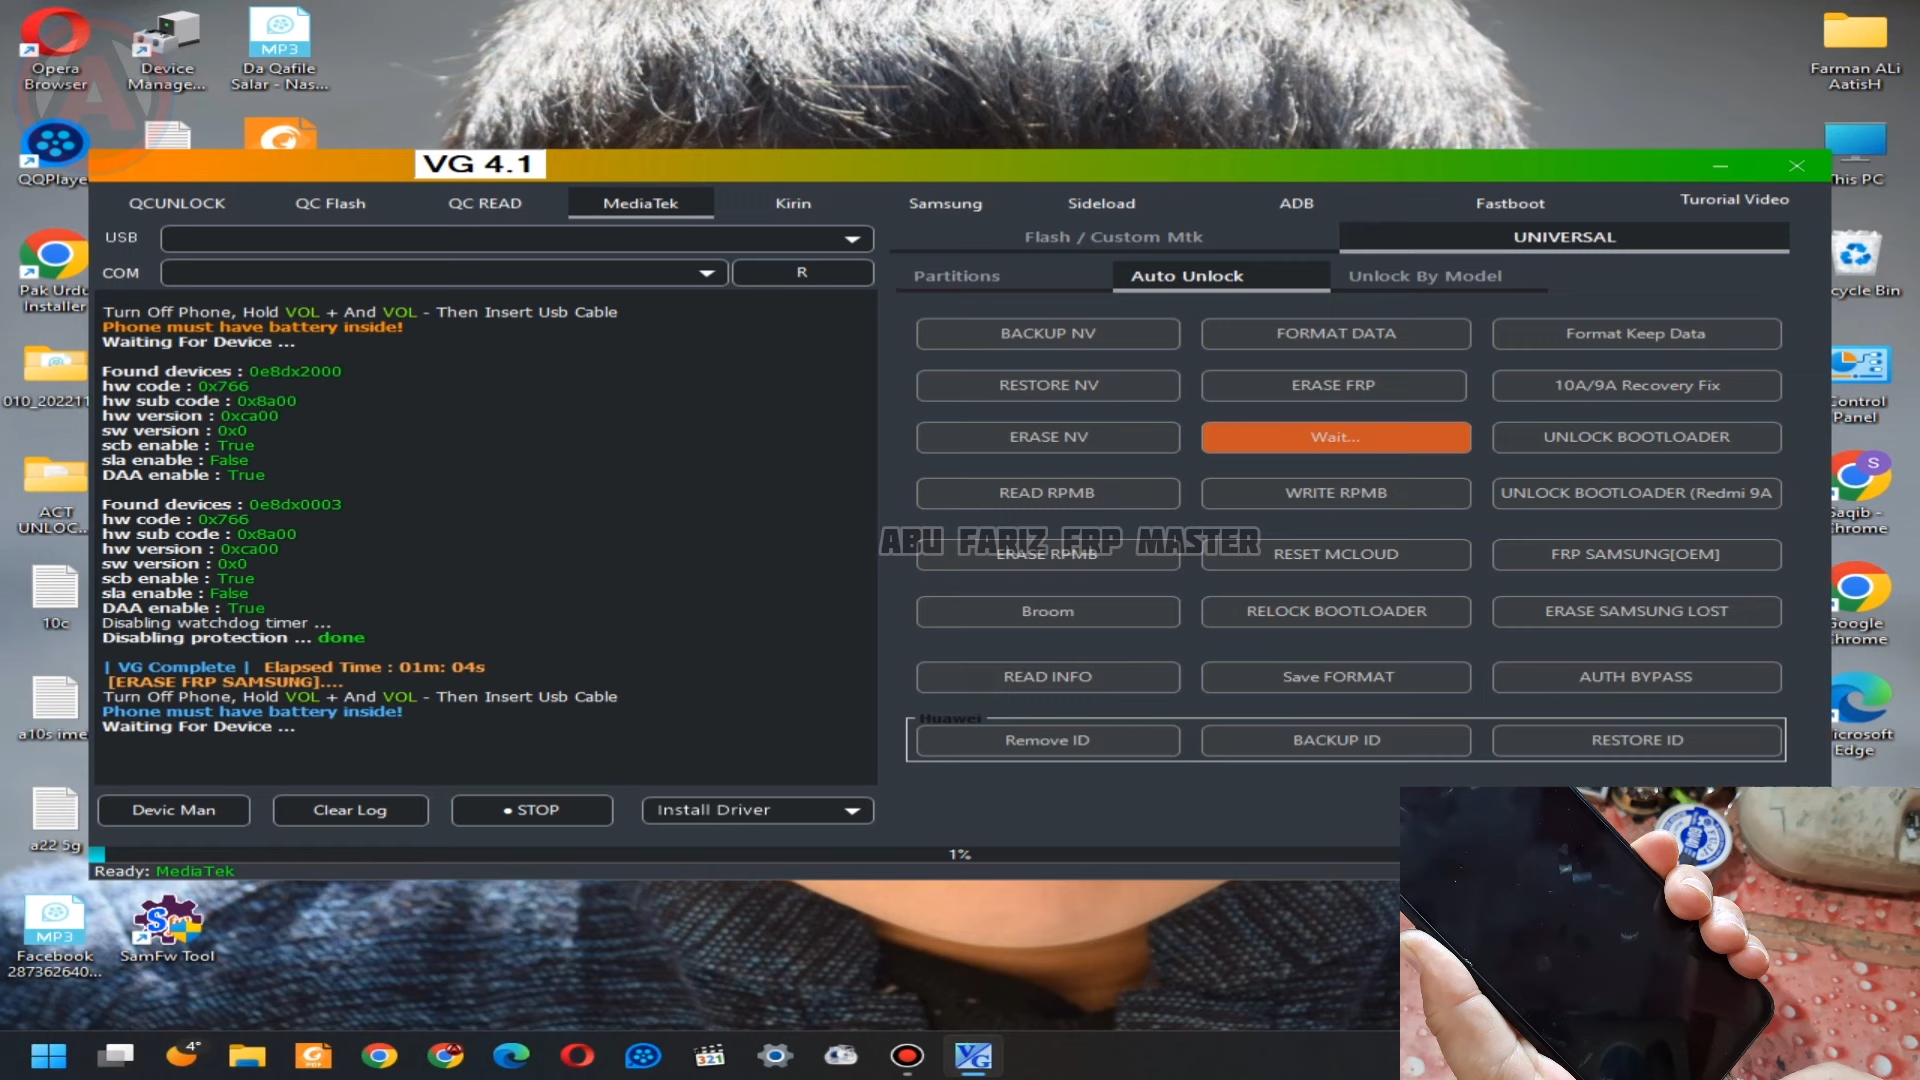 Opera
Browser
Device
Manage...
MP3
Da Qafile
Salar - Nas...
Farman ALi
AatisH
QQPlaye
This PC
Pak Urdu
Installer
010_202211
ACT
UNLOC...
10c
a10s ime
a22 5g
MP3
Facebook
287362640...
SamFw Tool
VG 4.1
QCUNLOCK
QC Flash
QC READ
MediaTek
Kirin
Samsung
Sideload
ADB
Fastboot
Turorial Video
USB
COM
R
Flash / Custom Mtk
UNIVERSAL
Partitions
Auto Unlock
Unlock By Model
Turn Off Phone, Hold VOL + And VOL - Then Insert Usb Cable
Phone must have battery inside!
Waiting For Device ...
Found devices : 0e8dx2000
hw code : 0x766
hw sub code : 0x8a00
hw version : 0xca00
sw version : 0x0
scb enable : True
sla enable : False
DAA enable : True
Found devices : 0e8dx0003
hw code : 0x766
hw sub code : 0x8a00
hw version : 0xca00
sw version : 0x0
scb enable : True
sla enable : False
DAA enable : True
Disabling watchdog timer ...
Disabling protection ... done
| VG Complete | Elapsed Time : 01m: 04s
[ERASE FRP SAMSUNG]....
Turn Off Phone, Hold VOL + And VOL - Then Insert Usb Cable
Phone must have battery inside!
Waiting For Device ...
BACKUP NV
FORMAT DATA
Format Keep Data
RESTORE NV
ERASE FRP
10A/9A Recovery Fix
ERASE NV
Wait...
UNLOCK BOOTLOADER
READ RPMB
WRITE RPMB
UNLOCK BOOTLOADER (Redmi 9A
ABU FARIZ FRP MASTER
ERASE RPMB
RESET MCLOUD
FRP SAMSUNG[OEM]
Broom
RELOCK BOOTLOADER
ERASE SAMSUNG LOST
READ INFO
Save FORMAT
AUTH BYPASS
Huawei
Remove ID
BACKUP ID
RESTORE ID
Devic Man
Clear Log
• STOP
Install Driver
1%
Ready: MediaTek
cycle Bin
Control
Panel
S
Saqib -
Chrome
Google
Chrome
Microsoft
Edge
4°
PDF
321
VG